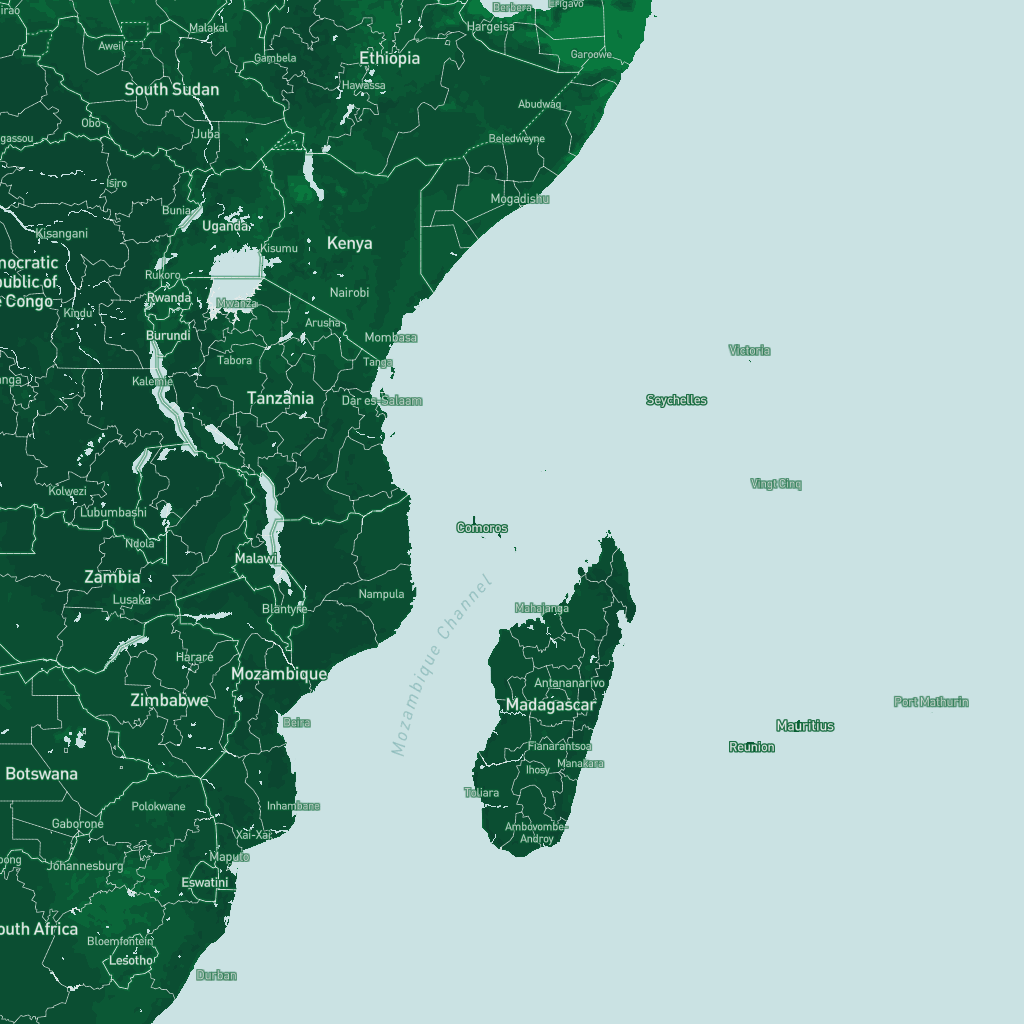 Berbera
Erigavo
Hargeisa
Malakal
Aweil
Gambela
Ethiopia
Garoowe
South Sudan
Hawassa
Abudwaq
Obo
Juba
Beledweyne
Isiro
Mogadishu
Bunia
Uganda
Kisangani
Kenya
Kisumu
Rukoro
Nairobi
Rwanda
Mwanza
Kindu
Arusha
Burundi
Mombasa
Victoria
Tabora
Tanga
Kalemie
Tanzania
Dar es-Salaam
Seychelles
Vingt Cinq
Kolwezi
Lubumbashi
Comoros
Ndola
Malawi
Zambia
Lusaka
Nampula
Blantyre
Mahajanga
Mozambique Channel
Harare
Mozambique
Antananarivo
Zimbabwe
Madagascar
Port Mathurin
Beira
Mauritius
Fianarantsoa
Reunion
Manakara
Ihosy
Botswana
Toliara
Polokwane
Inhambane
Gaborone
Xai-Xai
Ambovombe-
Androy
Maputo
Johannesburg
Eswatini
outh Africa
Bloemfontein
Lesotho
Durban
mocratic
public of
e Congo
gassou